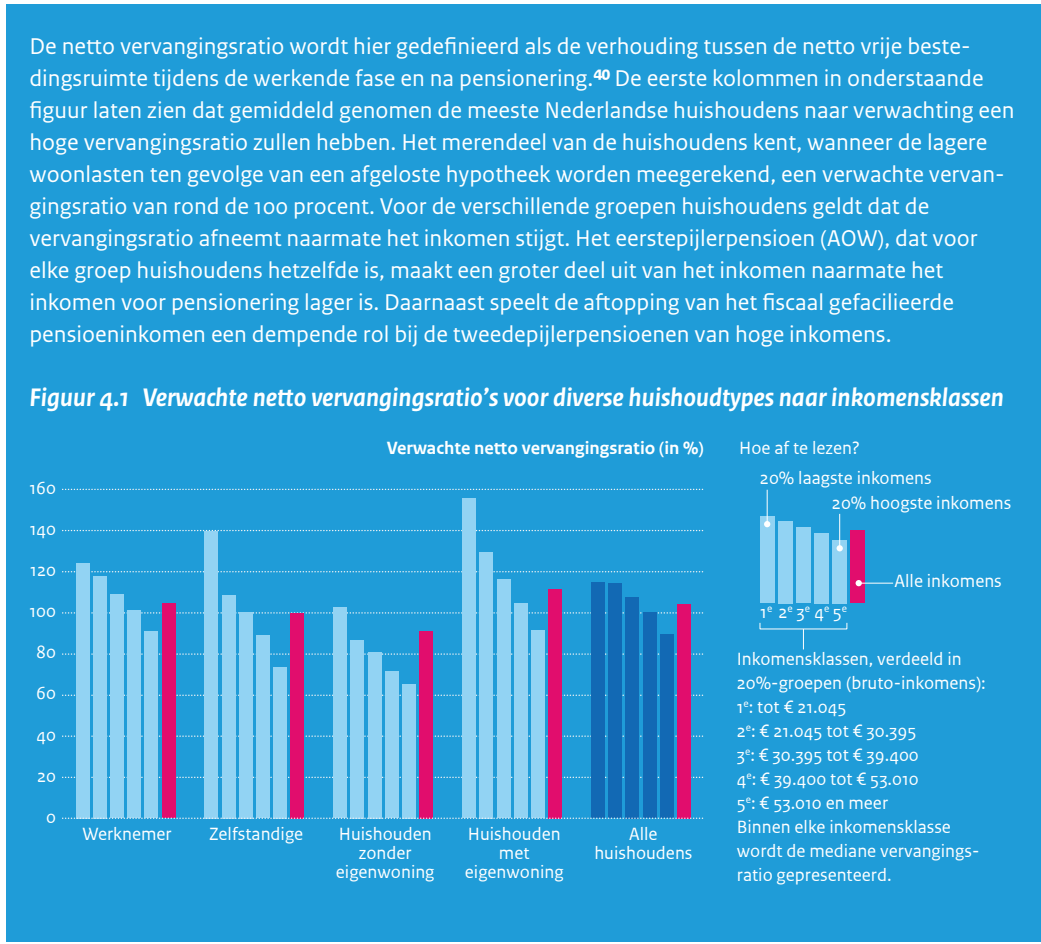 De netto vervangingsratio wordt hier gedefinieerd als de verhouding tussen de netto vrije beste-
dingsruimte tijdens de werkende fase en na pensionering.40 De eerste kolommen in onderstaande
figuur laten zien dat gemiddeld genomen de meeste Nederlandse huishoudens naar verwachting een
hoge vervangingsratio zullen hebben. Het merendeel van de huishoudens kent, wanneer de lagere
woonlasten ten gevolge van een afgeloste hypotheek worden meegerekend, een verwachte vervan-
gingsratio van rond de 100 procent. Voor de verschillende groepen huishoudens geldt dat de
vervangingsratio afneemt naarmate het inkomen stijgt. Het eerstepijlerpensioen (AOW), dat voor
elke groep huishoudens hetzelfde is, maakt een groter deel uit van het inkomen naarmate het
inkomen voor pensionering lager is. Daarnaast speelt de aftopping van het fiscaal gefacilieerde
pensioeninkomen een dempende rol bij de tweedepijlerpensioenen van hoge inkomens.
Figuur 4.1 Verwachte netto vervangingsratio's voor diverse huishoudtypes naar inkomensklassen
Verwachte netto vervangingsratio (in %)
160
140
120
100
80
60
40
20
0
Werknemer
Zelfstandige
Huishouden
zonder
eigenwoning
Huishouden
met
eigenwoning
Alle
huishoudens
Hoe af te lezen?
20% laagste inkomens
20% hoogste inkomens
Alle inkomens
1e 2e 3e 4e 5e
Inkomensklassen, verdeeld in
20%-groepen (bruto-inkomens):
1e: tot € 21.045
2e: € 21.045 tot € 30.395
3e: € 30.395 tot € 39.400
4e: € 39.400 tot € 53.010
5e: € 53.010 en meer
Binnen elke inkomensklasse
wordt de mediane vervangings-
ratio gepresenteerd.